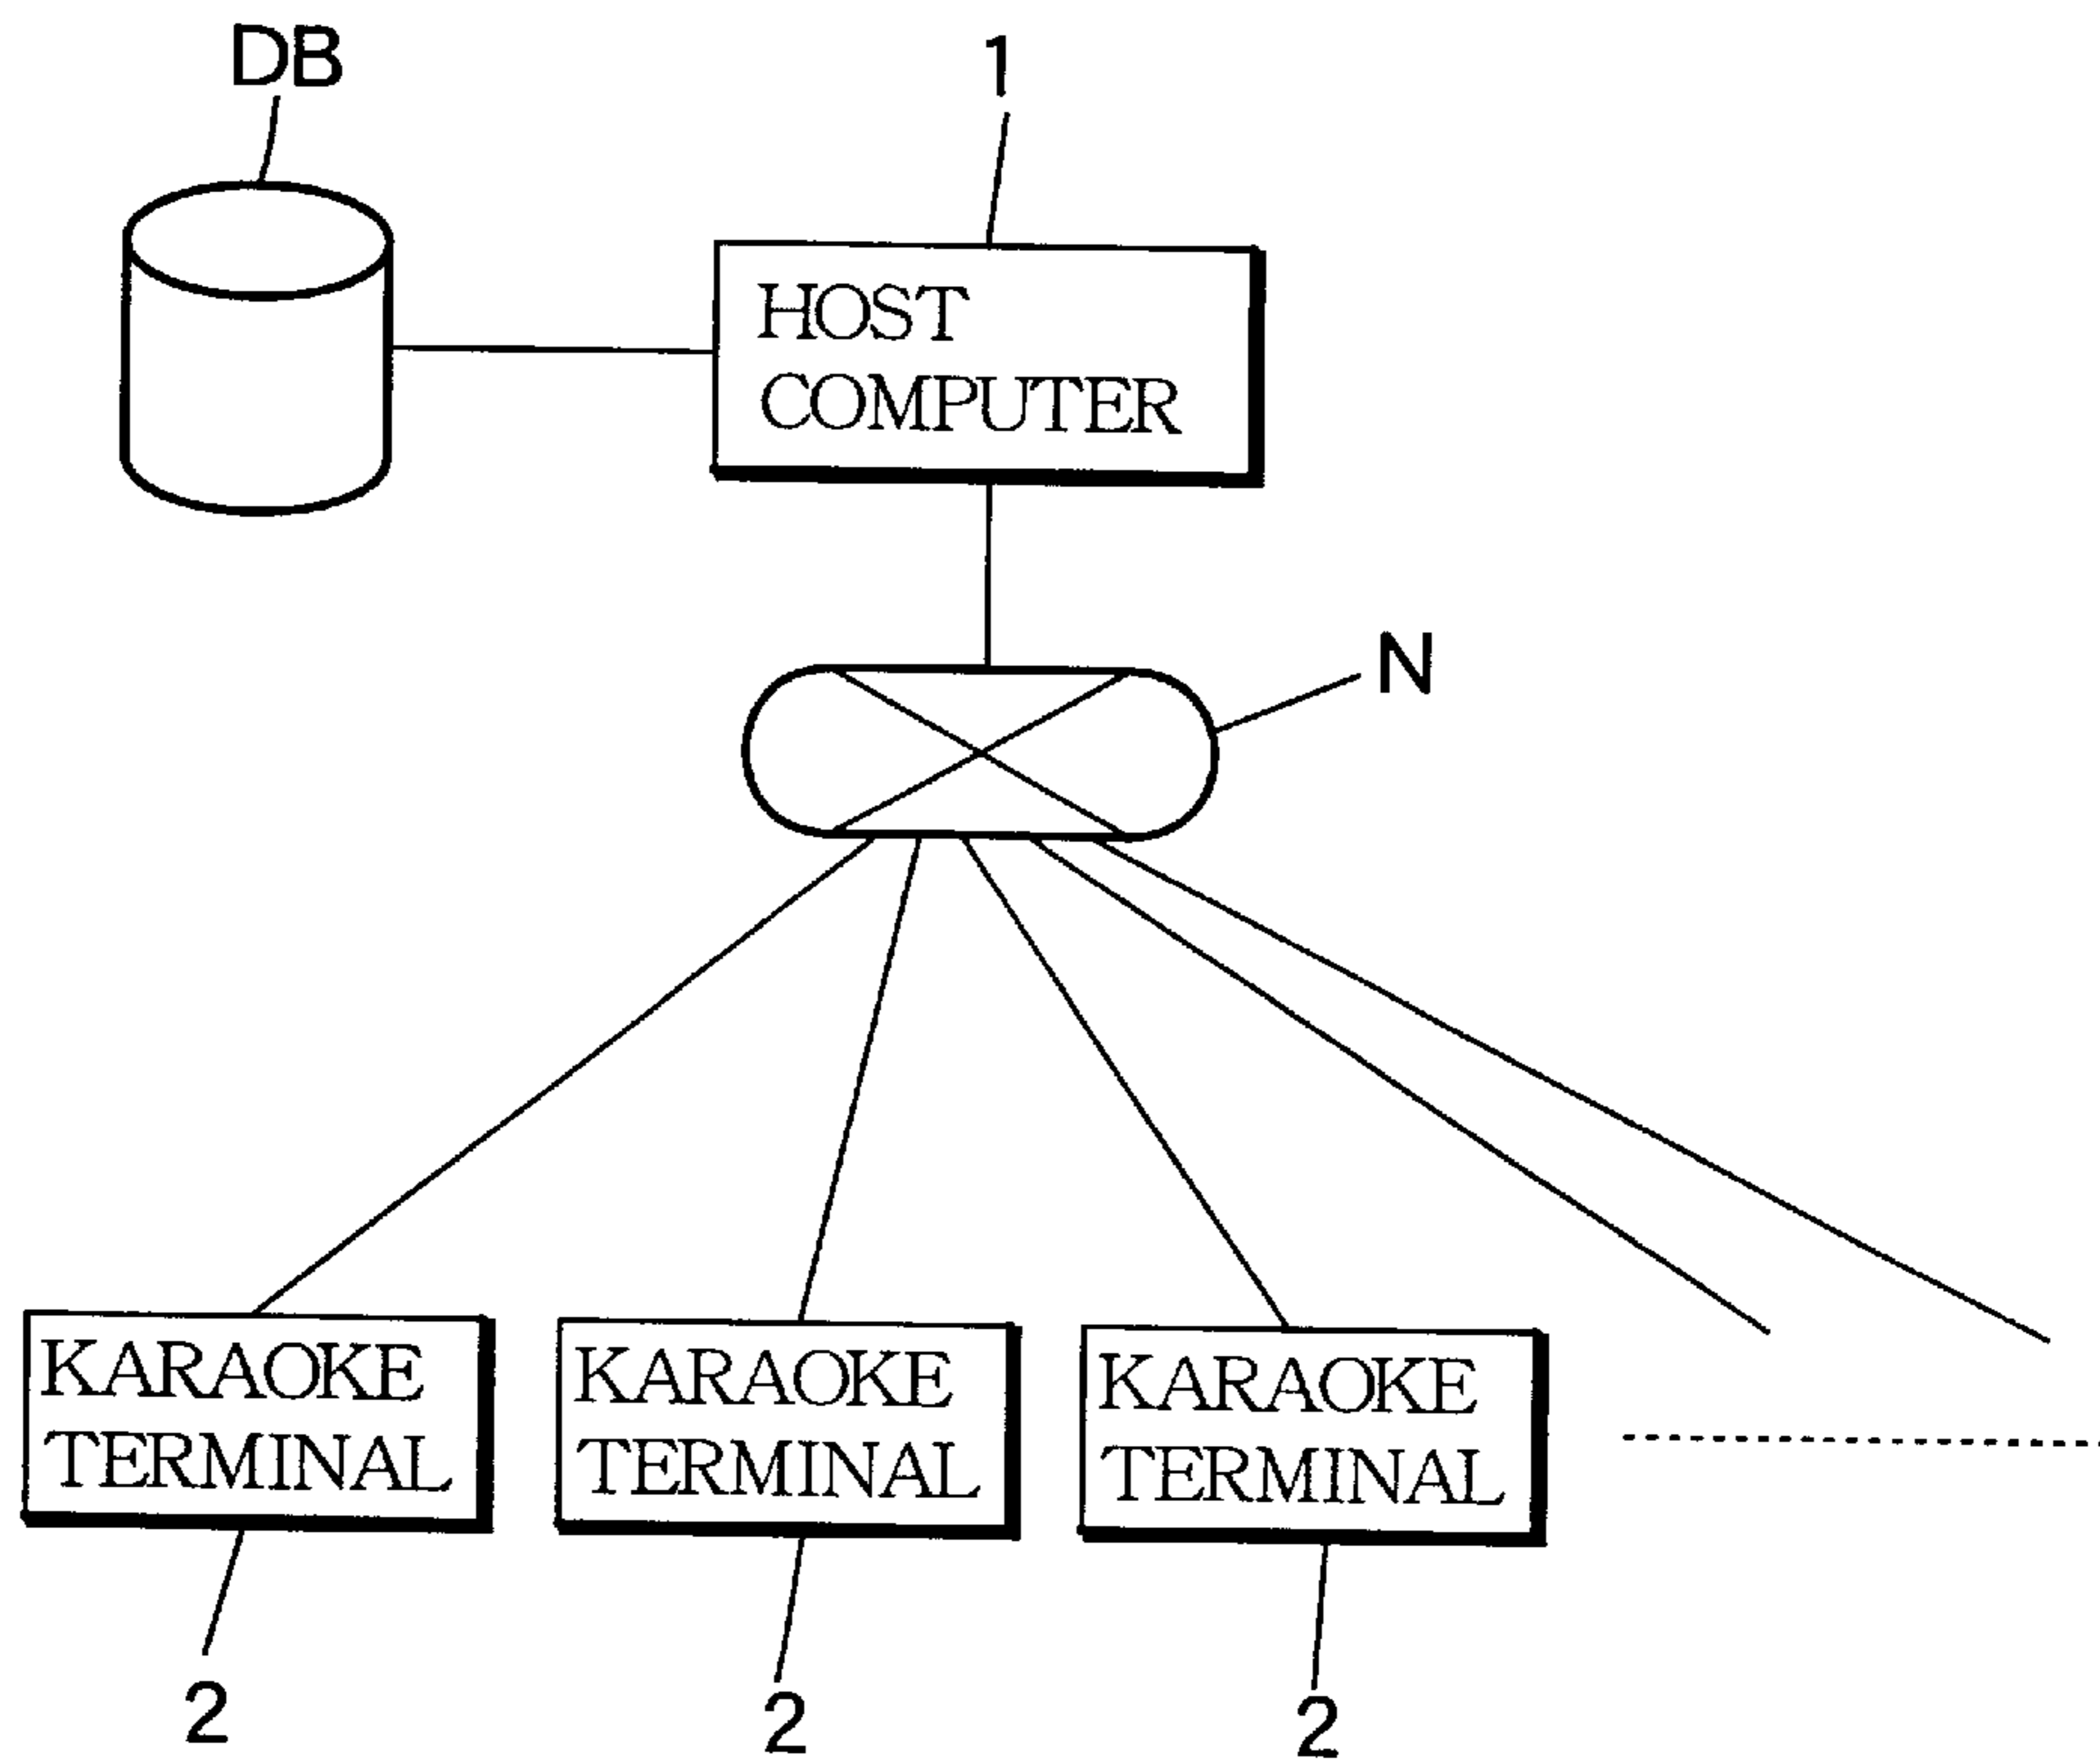 DB
1
HOST
COMPUTER
N
KARAOKE
TERMINAL
KARAOKE
TERMINAL
KARAOKE
TERMINAL
2
2
2